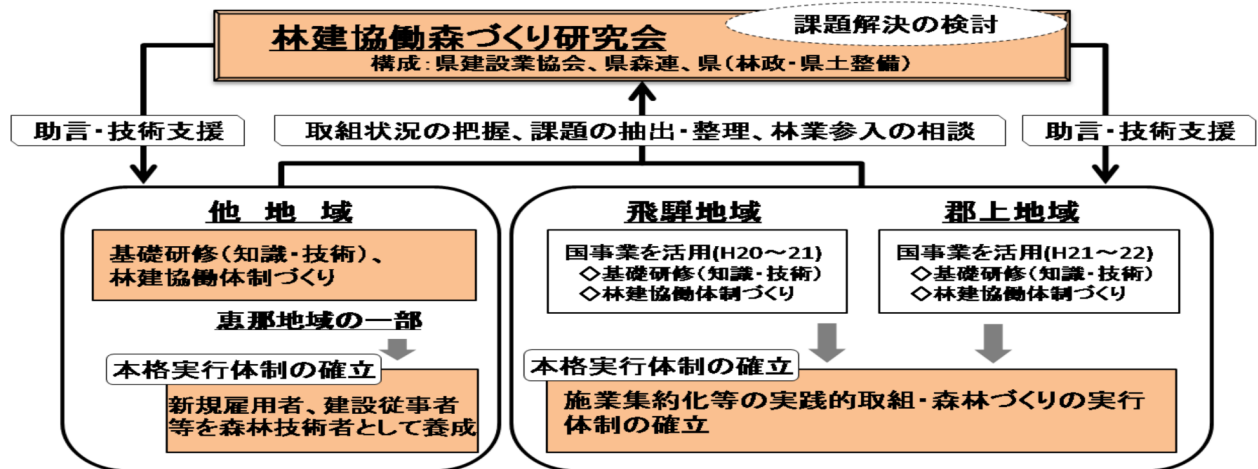 課題解決の検討
林建協働森づくり研究会
構成：県建設業協会、県森連、県（林政・県土整備）
助言・技術支援
取組状況の把握、課題の抽出・整理、林業参入の相談
助言・技術支援
他 地 域
基礎研修（知識・技術）、
林建協働体制づくり
恵那地域の一部
本格実行体制の確立
新規雇用者、建設従事者
等を森林技術者として養成
飛騨地域
国事業を活用(H20～21)
◇基礎研修（知識・技術）
◇林建協働体制づくり
郡上地域
国事業を活用(H21～22)
◇基礎研修（知識・技術）
◇林建協働体制づくり
本格実行体制の確立
施業集約化等の実践的取組・森林づくりの実行
体制の確立